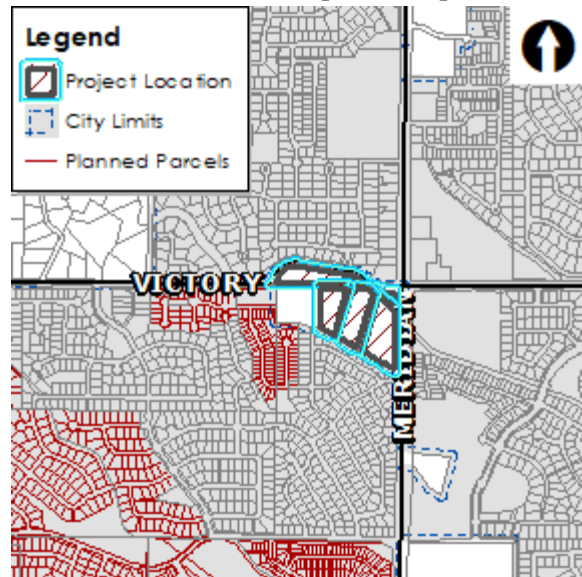 Legend
Project Location
City Limits
Planned Parcels
VICTORY
MERIDIAN